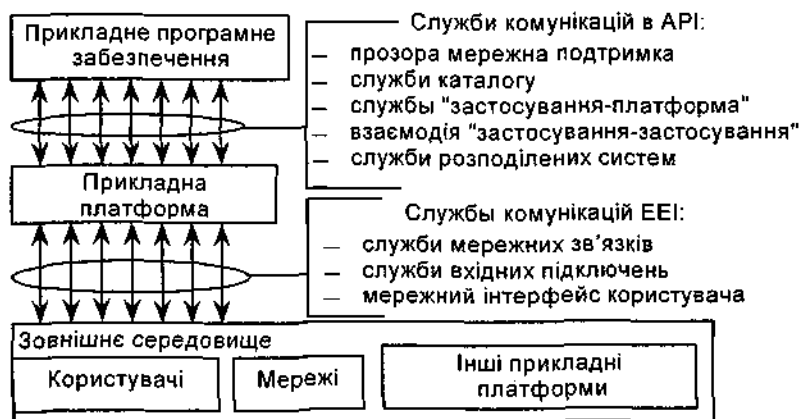 Прикладне програмне
забезпечення
Служби комунікацій в API:
– прозора мережна подтримка
– служби каталогу
– службы "застосування-платформа"
– взаємодія "застосування-застосування"
– служби розподілених систем
Прикладна
платформа
Службы комунікацій EEI:
– служби мережних зв'язків
– служби вхідних підключень
– мережний інтерфейс користувача
Зовнішнє середовище
Користувачі
Мережі
Інші прикладні
платформи